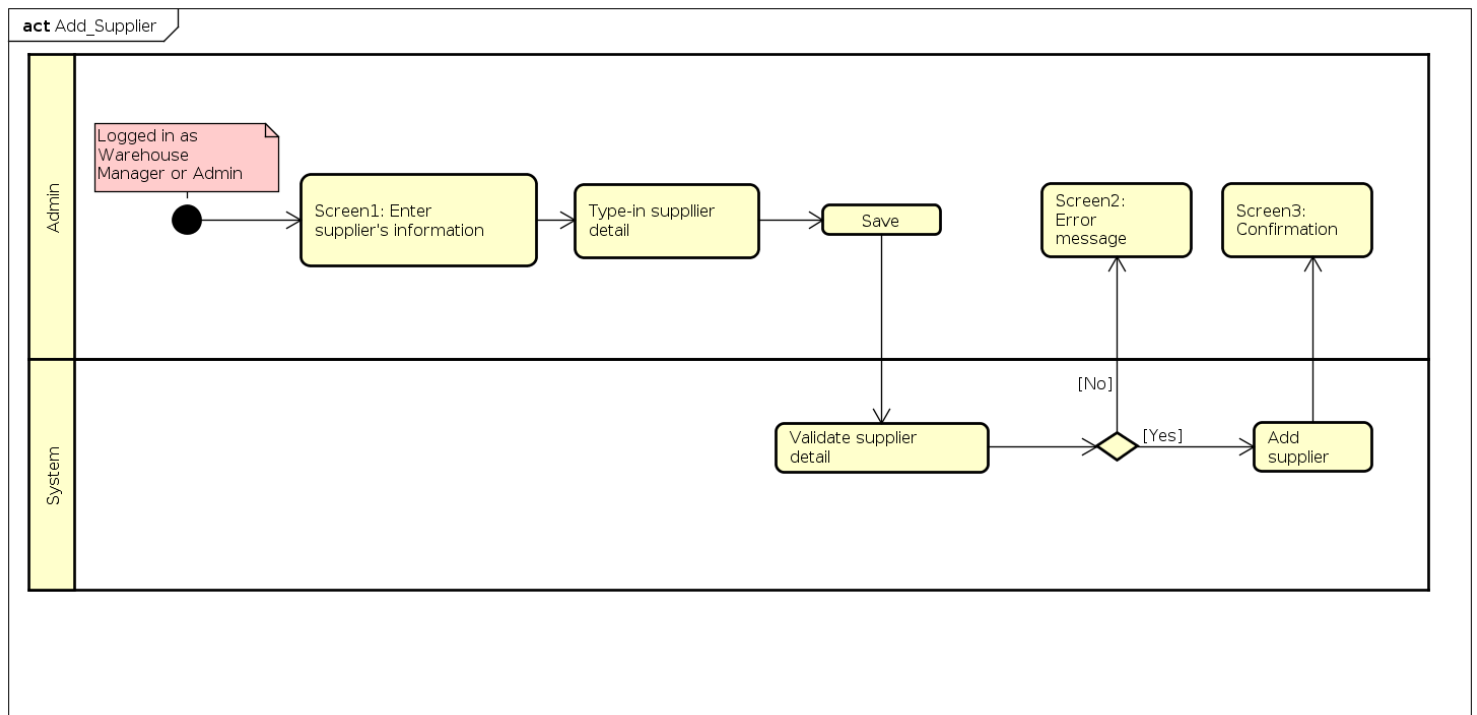 act Add_Supplier
Logged in as
Warehouse
Manager or Admin
Admin
Screen1: Enter
supplier's information
Type-in suppllier
detail
Save
Screen2:
Error
message
Screen3:
Confirmation
[No]
System
Validate supplier
detail
[Yes]
Add
supplier